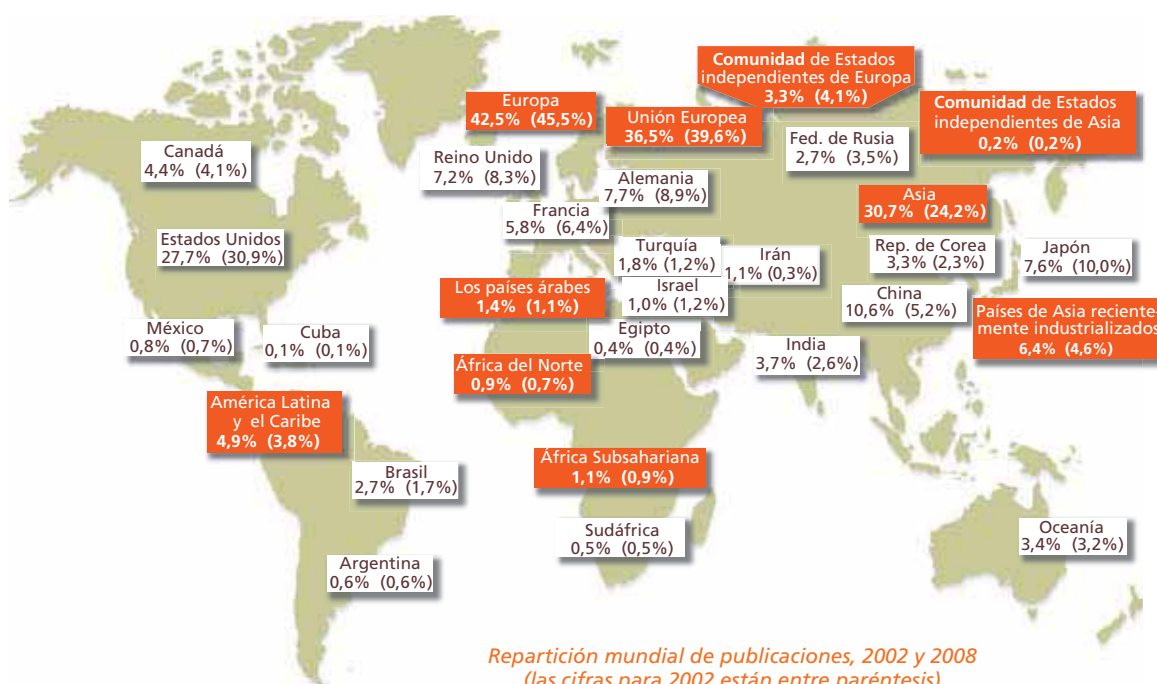 Comunidad de Estados
independientes de Europa
3,3% (4,1%)
Europa
42,5% (45,5%)
Unión Europea
36,5% (39,6%)
Comunidad de Estados
independientes de Asia
0,2% (0,2%)
Fed. de Rusia
2,7% (3,5%)
Canadá
4,4% (4,1%)
Reino Unido
7,2% (8,3%)
Alemania
7,7% (8,9%)
Asia
30,7% (24,2%)
Francia
5,8% (6,4%)
Estados Unidos
27,7% (30,9%)
Turquía
1,8% (1,2%)
Irán
1,1% (0,3%)
Rep. de Corea
3,3% (2,3%)
Japón
7,6% (10,0%)
Los países árabes
1,4% (1,1%)
Israel
1,0% (1,2%)
China
10,6% (5,2%)
Países de Asia reciente-
mente industrializados
6,4% (4,6%)
México
0,8% (0,7%)
Cuba
0,1% (0,1%)
Egipto
0,4% (0,4%)
India
3,7% (2,6%)
África del Norte
0,9% (0,7%)
América Latina
y el Caribe
4,9% (3,8%)
África Subsahariana
1,1% (0,9%)
Brasil
2,7% (1,7%)
Sudáfrica
0,5% (0,5%)
Oceanía
3,4% (3,2%)
Argentina
0,6% (0,6%)
Repartición mundial de publicaciones, 2002 y 2008
(las cifras para 2002 están entre paréntesis)